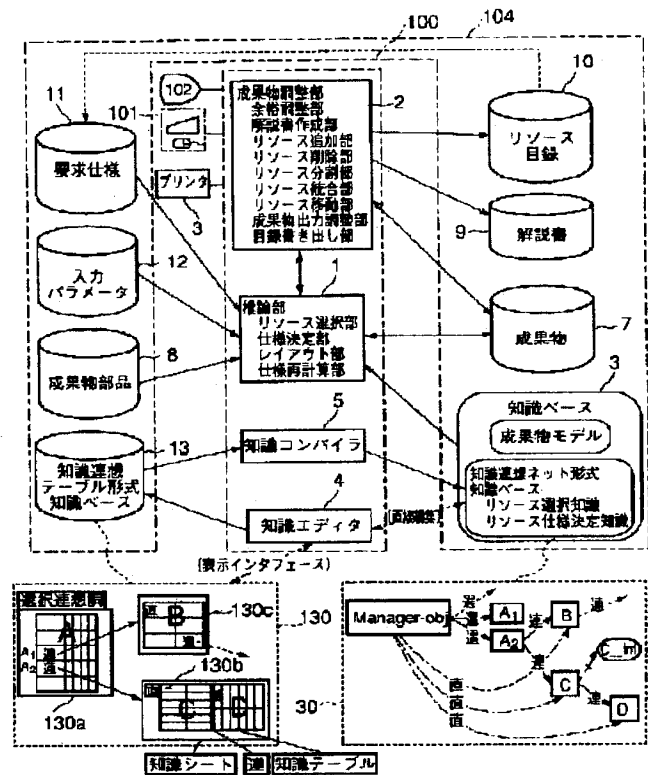 100
104
11
101
102
成果物調整部
余裕調整部
解説書作成部
リソース追加部
リソース削除部
リソース分割部
リソース統合部
リソース移動部
成果物出力調整部
目録書き出し部
2
10
要求仕様
プリンタ
3
リソース
目録
9
解説書
12
入力
パラメータ
1
推論部
リソース選択部
仕様決定部
レイアウト部
仕様再計算部
成果物
7
8
成果物部品
3
知識ベース
成果物モデル
13
知識連想
テーブル形式
知識ベース
5
知識コンパイラ
知識連想ネット形式
知識ベース
リソース選択知識
リソース仕様決定知識
4
知識エディタ
(表示インタフェース)
A
A1 連
A2 連
130a
連
B
連
130c
130
130b
C
D
知識シート
連
知識テーブル
Manager-obj
選
連
連
A1
A2
連
B
連
連
C
連
D
直
直
直
30